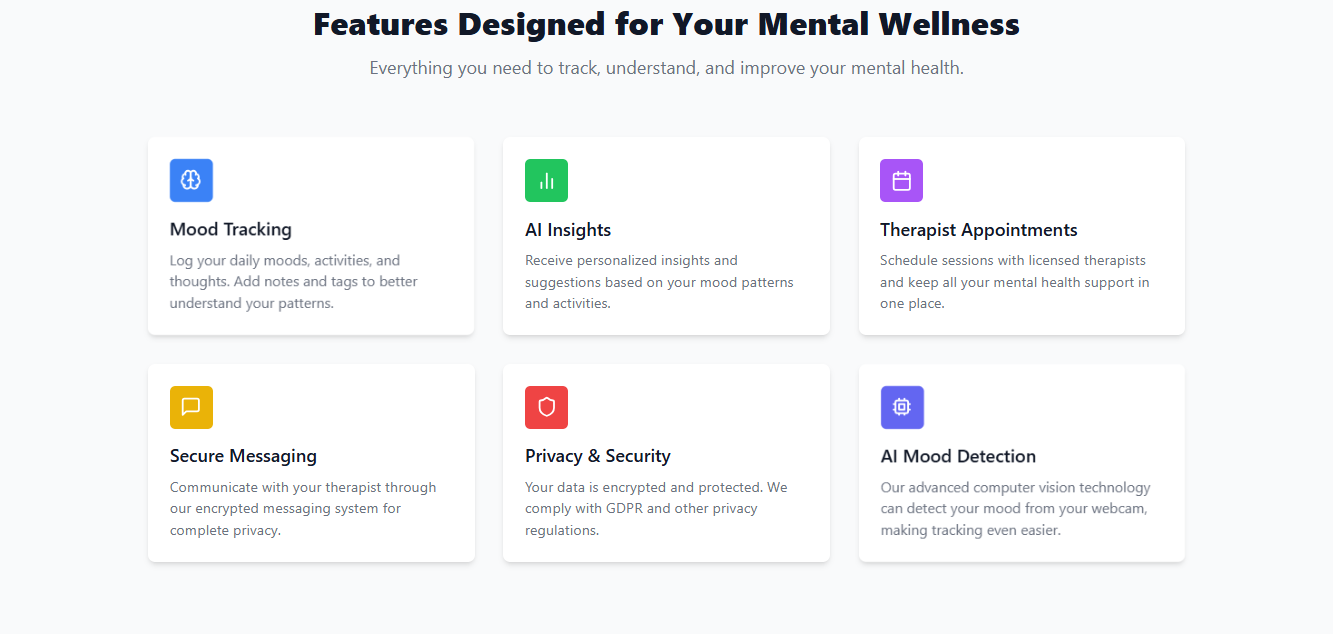 Features Designed for Your Mental Wellness
Everything you need to track, understand, and improve your mental health.
Mood Tracking
Log your daily moods, activities, and
thoughts. Add notes and tags to better
understand your patterns.
AI Insights
Receive personalized insights and
suggestions based on your mood patterns
and activities.
Therapist Appointments
Schedule sessions with licensed therapists
and keep all your mental health support in
one place.
Secure Messaging
Communicate with your therapist through
our encrypted messaging system for
complete privacy.
Privacy & Security
Your data is encrypted and protected. We
comply with GDPR and other privacy
regulations.
AI Mood Detection
Our advanced computer vision technology
can detect your mood from your webcam,
making tracking even easier.